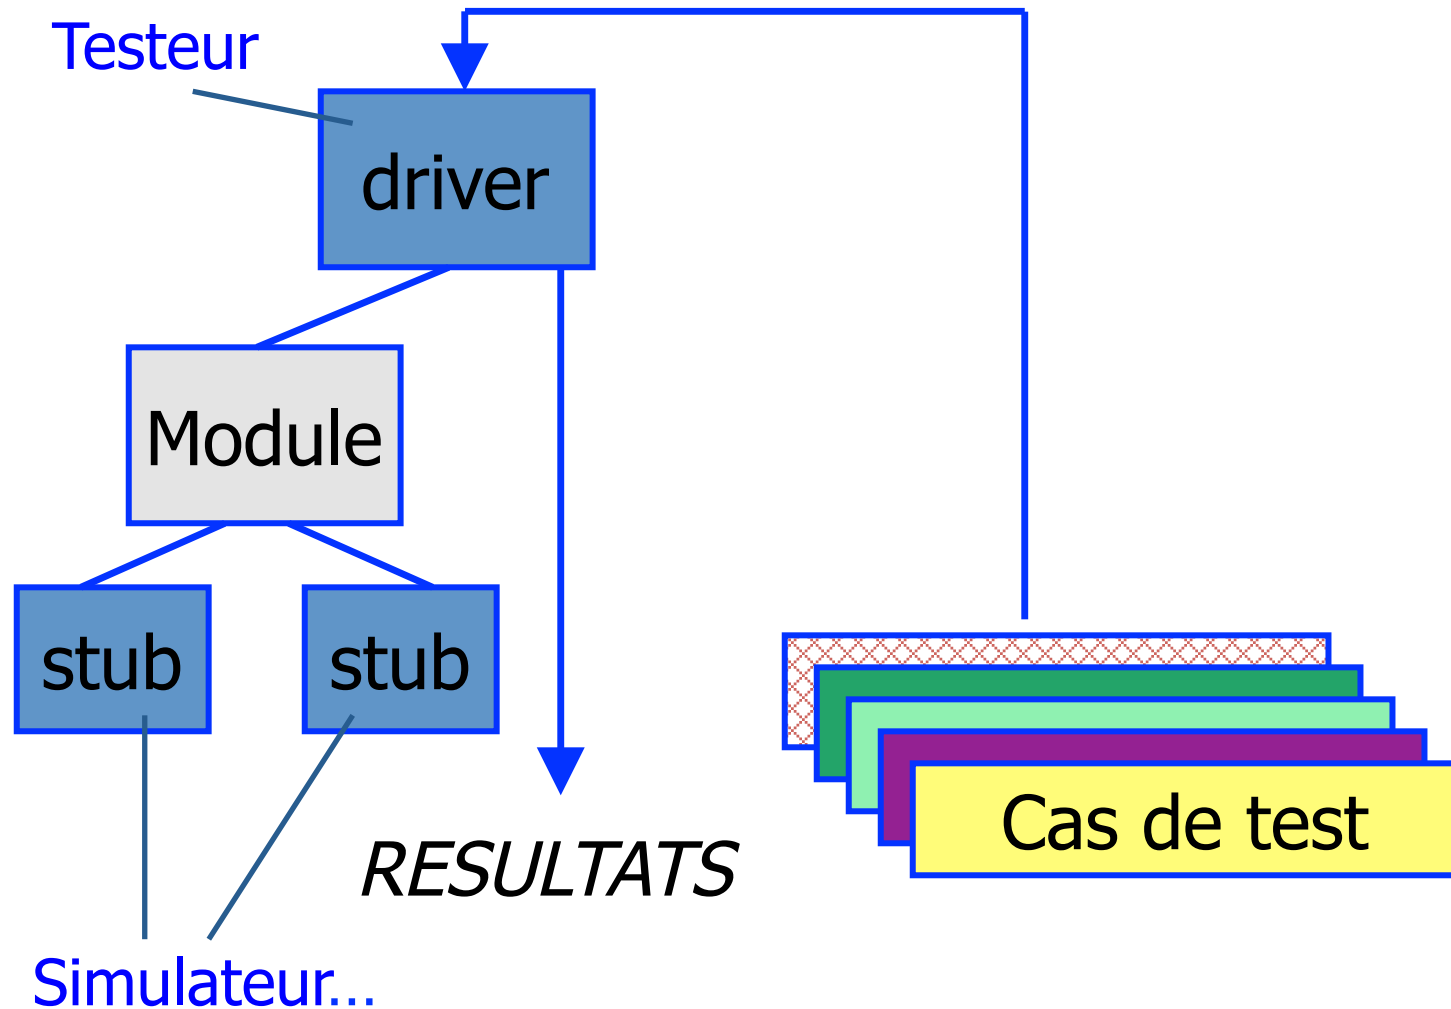 Testeur
driver
Module
stub
stub
Cas de test
RESULTATS
Simulateur...